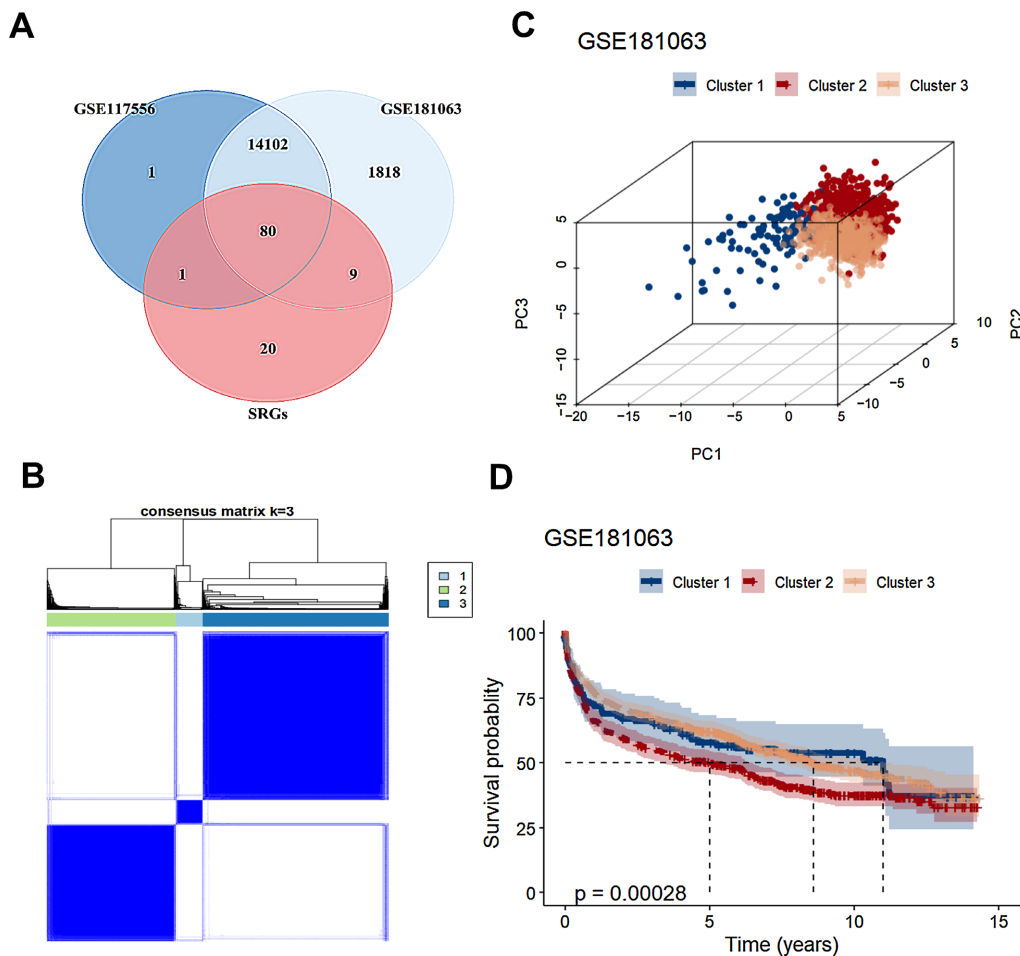 A
GSE117556
GSE181063
14102
1
1818
80
1
9
20
SRGs
B
consensus matrix k=3
1
2
3
C
GSE181063
Cluster 1
Cluster 2
Cluster 3
PC3
5
0
−5
−10
−15
−20
−15
−10
−5
0
5
PC1
−10
−5
0
5
10
PC2
D
GSE181063
Cluster 1
Cluster 2
Cluster 3
Survival probablity
100
75
50
25
0
p = 0.00028
0
5
10
15
Time (years)